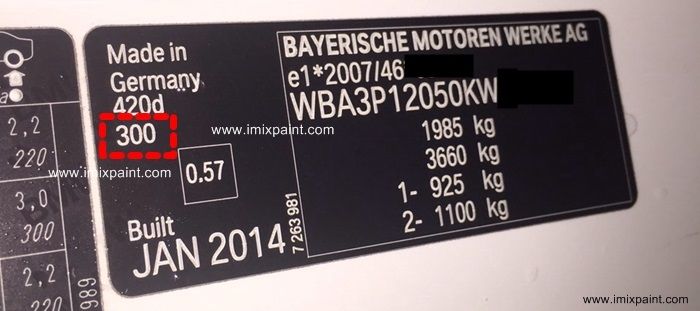 Made in
Germany
420d
300
0.57
Built
JAN 2014
7 263 981
BAYERISCHE MOTOREN WERKE AG
e1*2007/46
WBA3P12050KW
1985 kg
3660 kg
1- 925 kg
2- 1100 kg
2,2
220
3,0
300
2,2
220
989
www.imixpaint.com
www.imixpaint.com
www.imixpaint.com